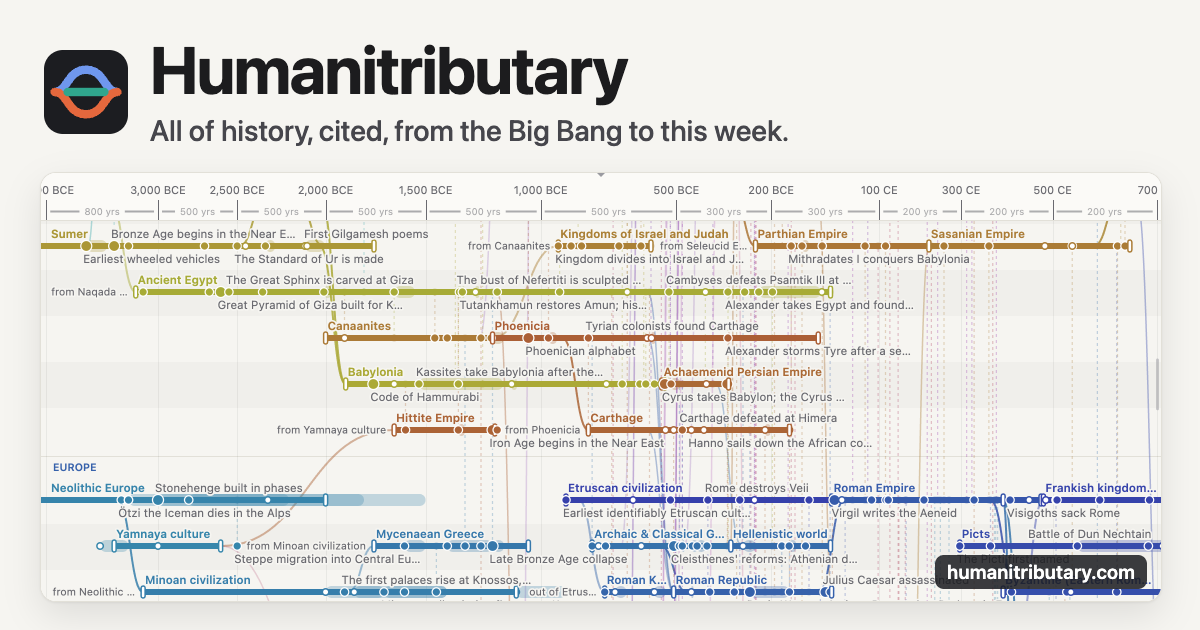 Humanitributary
All of history, cited, from the Big Bang to this week.
0 BCE 3,000 BCE 2,500 BCE 2,000 BCE 1,500 BCE 1,000 BCE 500 BCE 200 BCE 100 CE 300 CE 500 CE 700
800 yrs 500 yrs 500 yrs 500 yrs 500 yrs 500 yrs 300 yrs 300 yrs 200 yrs 200 yrs 200 yrs
Sumer Bronze Age begins in the Near E... First Gilgamesh poems Kingdoms of Israel and Judah Parthian Empire Sasanian Empire
from Canaanites from Seleucid E...
Earliest wheeled vehicles The Standard of Ur is made Kingdom divides into Israel and J... Mithradates I conquers Babylonia
Ancient Egypt The Great Sphinx is carved at Giza The bust of Nefertiti is sculpted ... Cambyses defeats Psamtik III at ...
from Naqada ...
Great Pyramid of Giza built for K... Tutankhamun restores Amun; his... Alexander takes Egypt and found...
Canaanites Phoenicia Tyrian colonists found Carthage
Phoenician alphabet Alexander storms Tyre after a se...
Babylonia Kassites take Babylonia after the... Achaemenid Persian Empire
Code of Hammurabi Cyrus takes Babylon; the Cyrus ...
Hittite Empire Carthage Carthage defeated at Himera
from Yamnaya culture from Phoenicia
Iron Age begins in the Near East Hanno sails down the African co...
EUROPE
Neolithic Europe Stonehenge built in phases Etruscan civilization Rome destroys Veii Roman Empire Frankish kingdom...
Ötzi the Iceman dies in the Alps Earliest identifiably Etruscan cult... Virgil writes the Aeneid Visigoths sack Rome
Yamnaya culture Mycenaean Greece Archaic & Classical G... Hellenistic world Picts Battle of Dun Nechtain
from Minoan civilization
Steppe migration into Central Eu... Late Bronze Age collapse Cleisthenes' reforms: Athenian d...
Minoan civilization The first palaces rise at Knossos,... Roman K... Roman Republic Julius Caesar assass
from Neolithic ... out of Etrus...
humanitributary.com